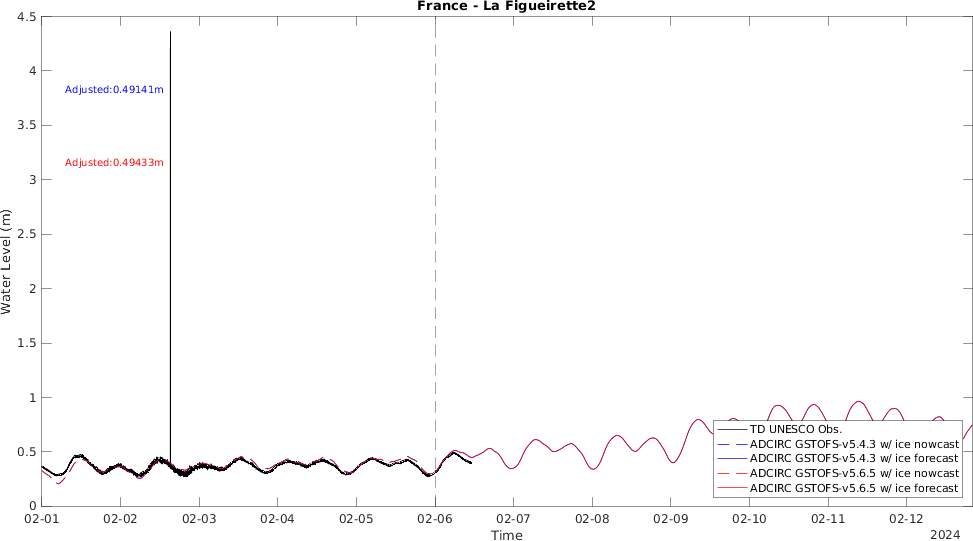 France - La Figueirette2
4.5
4
3.5
3
2.5
2
1.5
1
0.5
0
Water Level (m)
Adjusted:0.49141m
Adjusted:0.49433m
TD UNESCO Obs.
ADCIRC GSTOFS-v5.4.3 w/ ice nowcast
ADCIRC GSTOFS-v5.4.3 w/ ice forecast
ADCIRC GSTOFS-v5.6.5 w/ ice nowcast
ADCIRC GSTOFS-v5.6.5 w/ ice forecast
02-01 02-02 02-03 02-04 02-05 02-06 02-07 02-08 02-09 02-10 02-11 02-12
Time
2024